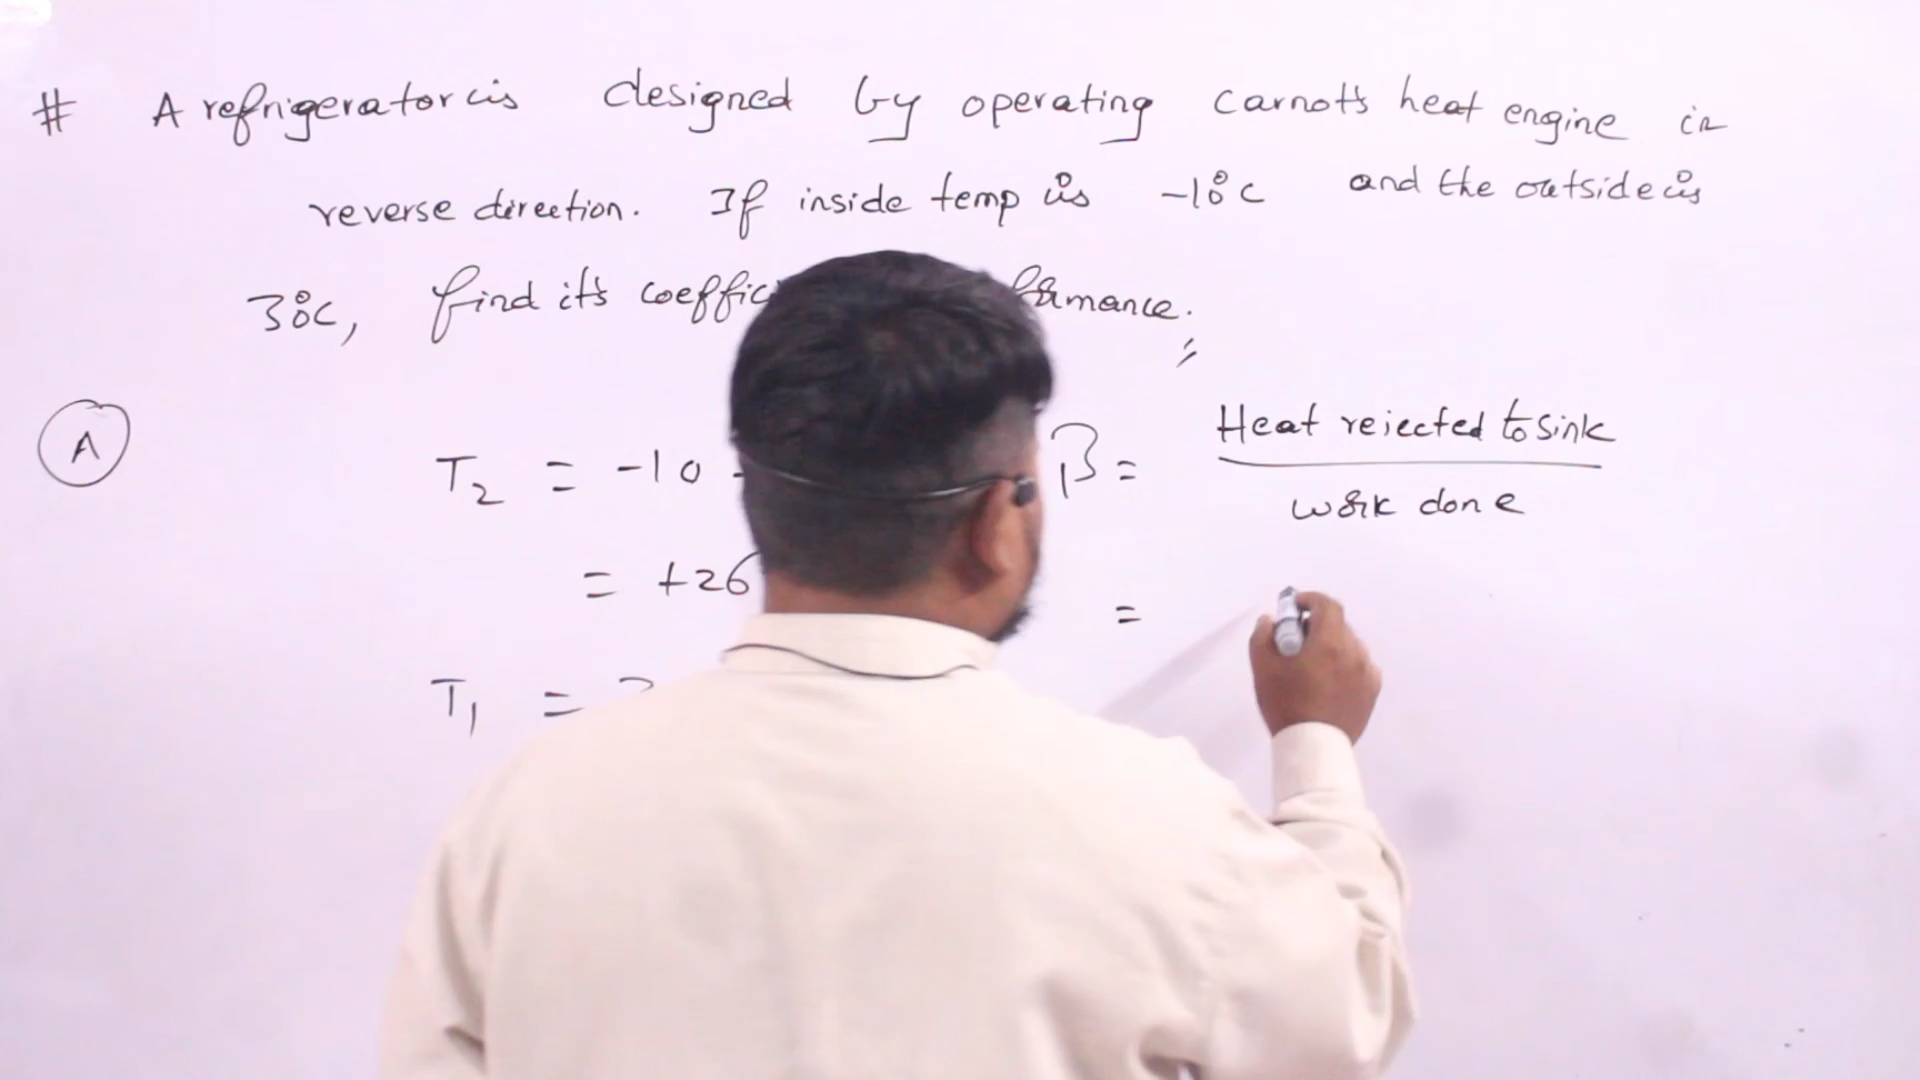 # A refrigerator is designed by operating carnot's heat engine in
reverse direction. If inside temp is -10°c and the outside is
30°c, find it's coeffic rmance.
A
T2 = -10
= +26
T1 =
β = Heat rejected to sink
work done
=